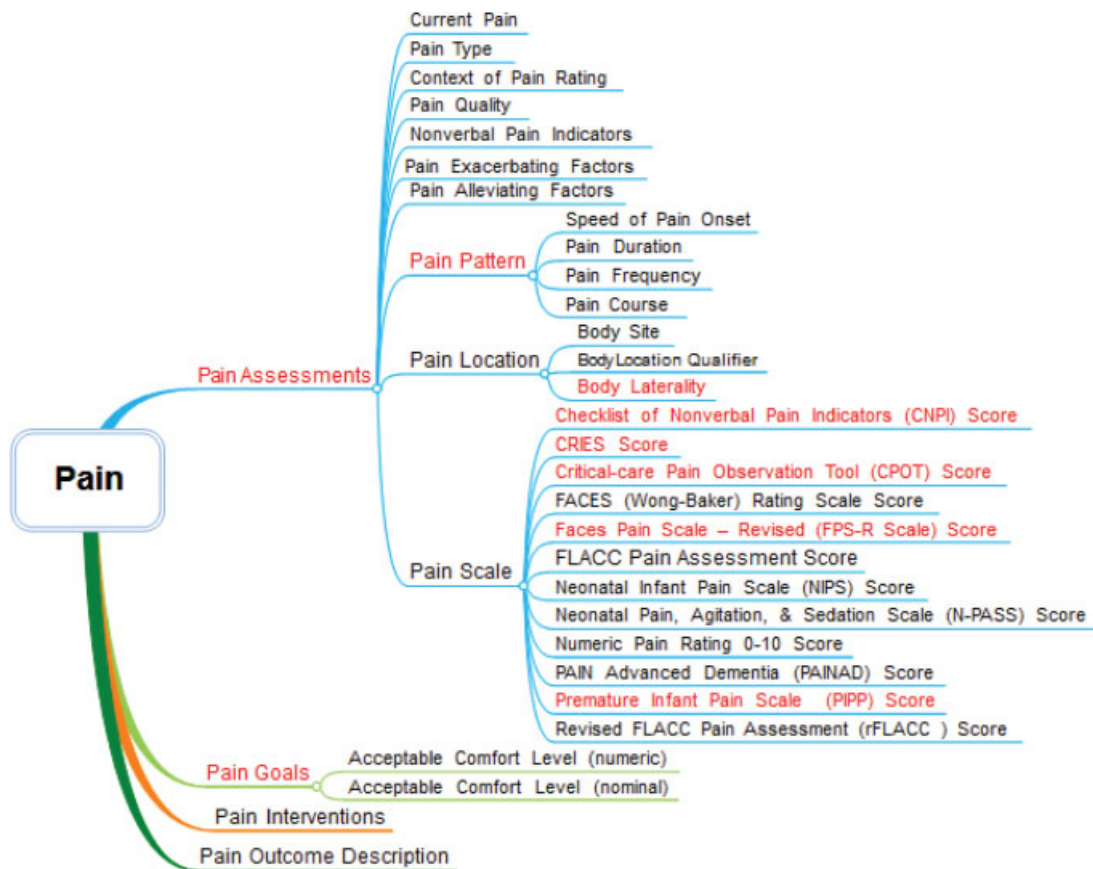 Current Pain
Pain Type
Context of Pain Rating
Pain Quality
Nonverbal Pain Indicators
Pain Exacerbating Factors
Pain Alleviating Factors
Speed of Pain Onset
Pain Duration
Pain Pattern
Pain Frequency
Pain Course
Body Site
Pain Location
BodyLocation Qualifier
Pain Assessments
Body Laterality
Checklist of Nonverbal Pain Indicators (CNPI) Score
CRIES Score
Critical-care Pain Observation Tool (CPOT) Score
Pain
FACES (Wong-Baker) Rating Scale Score
Faces Pain Scale – Revised (FPS-R Scale) Score
FLACC Pain Assessment Score
Pain Scale
Neonatal Infant Pain Scale (NIPS) Score
Neonatal Pain, Agitation, & Sedation Scale (N-PASS) Score
Numeric Pain Rating 0-10 Score
PAIN Advanced Dementia (PAINAD) Score
Premature Infant Pain Scale (PIPP) Score
Revised FLACC Pain Assessment (rFLACC ) Score
Acceptable Comfort Level (numeric)
Pain Goals
Acceptable Comfort Level (nominal)
Pain Interventions
Pain Outcome Description